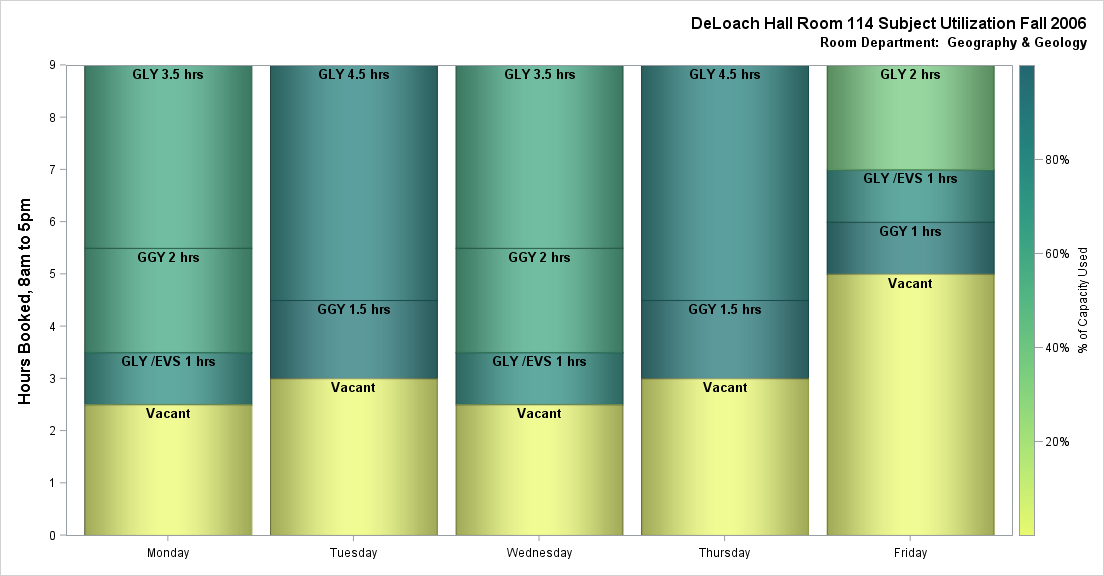 DeLoach Hall Room 114 Subject Utilization Fall 2006
Room Department:  Geography & Geology
Hours Booked, 8am to 5pm
9
8
7
6
5
4
3
2
1
0
GLY 3.5 hrs
GGY 2 hrs
GLY /EVS 1 hrs
Vacant
GLY 4.5 hrs
GGY 1.5 hrs
Vacant
GLY 3.5 hrs
GGY 2 hrs
GLY /EVS 1 hrs
Vacant
GLY 4.5 hrs
GGY 1.5 hrs
Vacant
GLY 2 hrs
GLY /EVS 1 hrs
GGY 1 hrs
Vacant
Monday
Tuesday
Wednesday
Thursday
Friday
80%
60%
40%
20%
% of Capacity Used